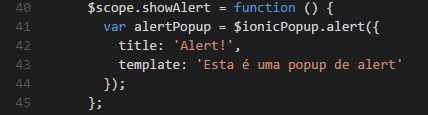 40 $scope.showAlert = function () {
41 var alertPopup = $ionicPopup.alert({
42 title: 'Alert!',
43 template: 'Esta é uma popup de alert'
44 });
45 };